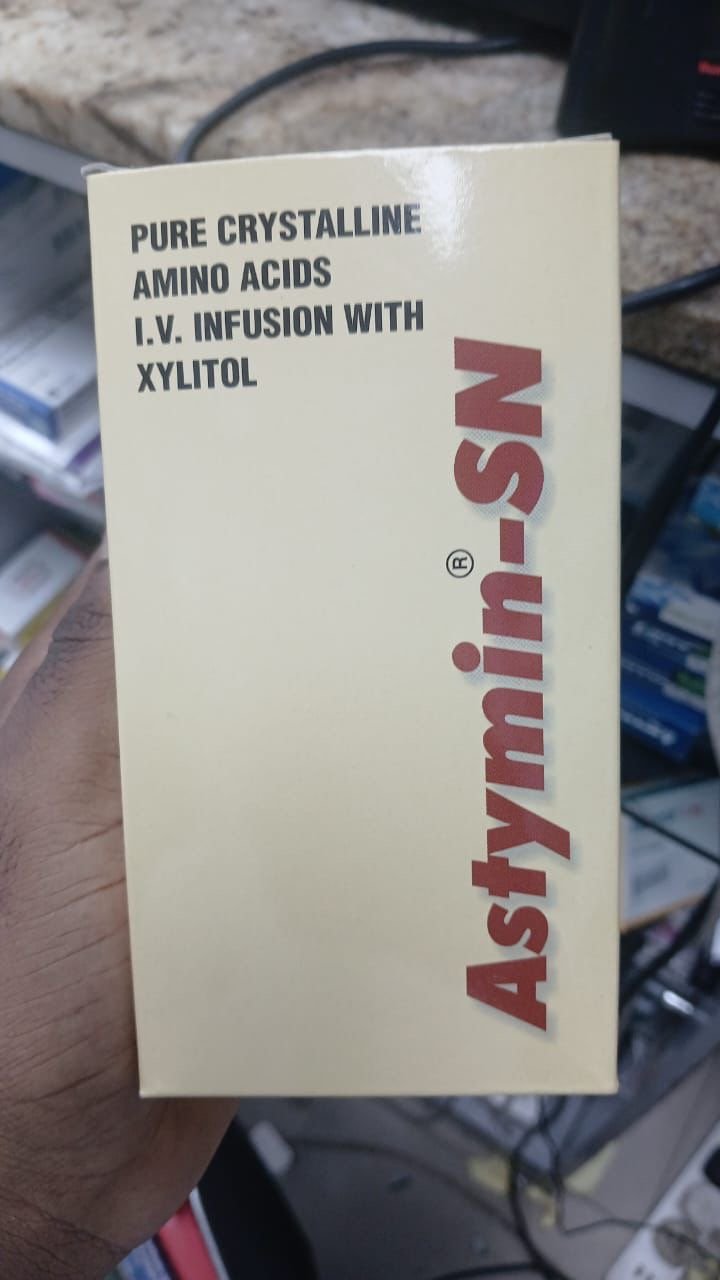 PURE CRYSTALLINE
AMINO ACIDS
I.V. INFUSION WITH
XYLITOL
Astymin®-SN